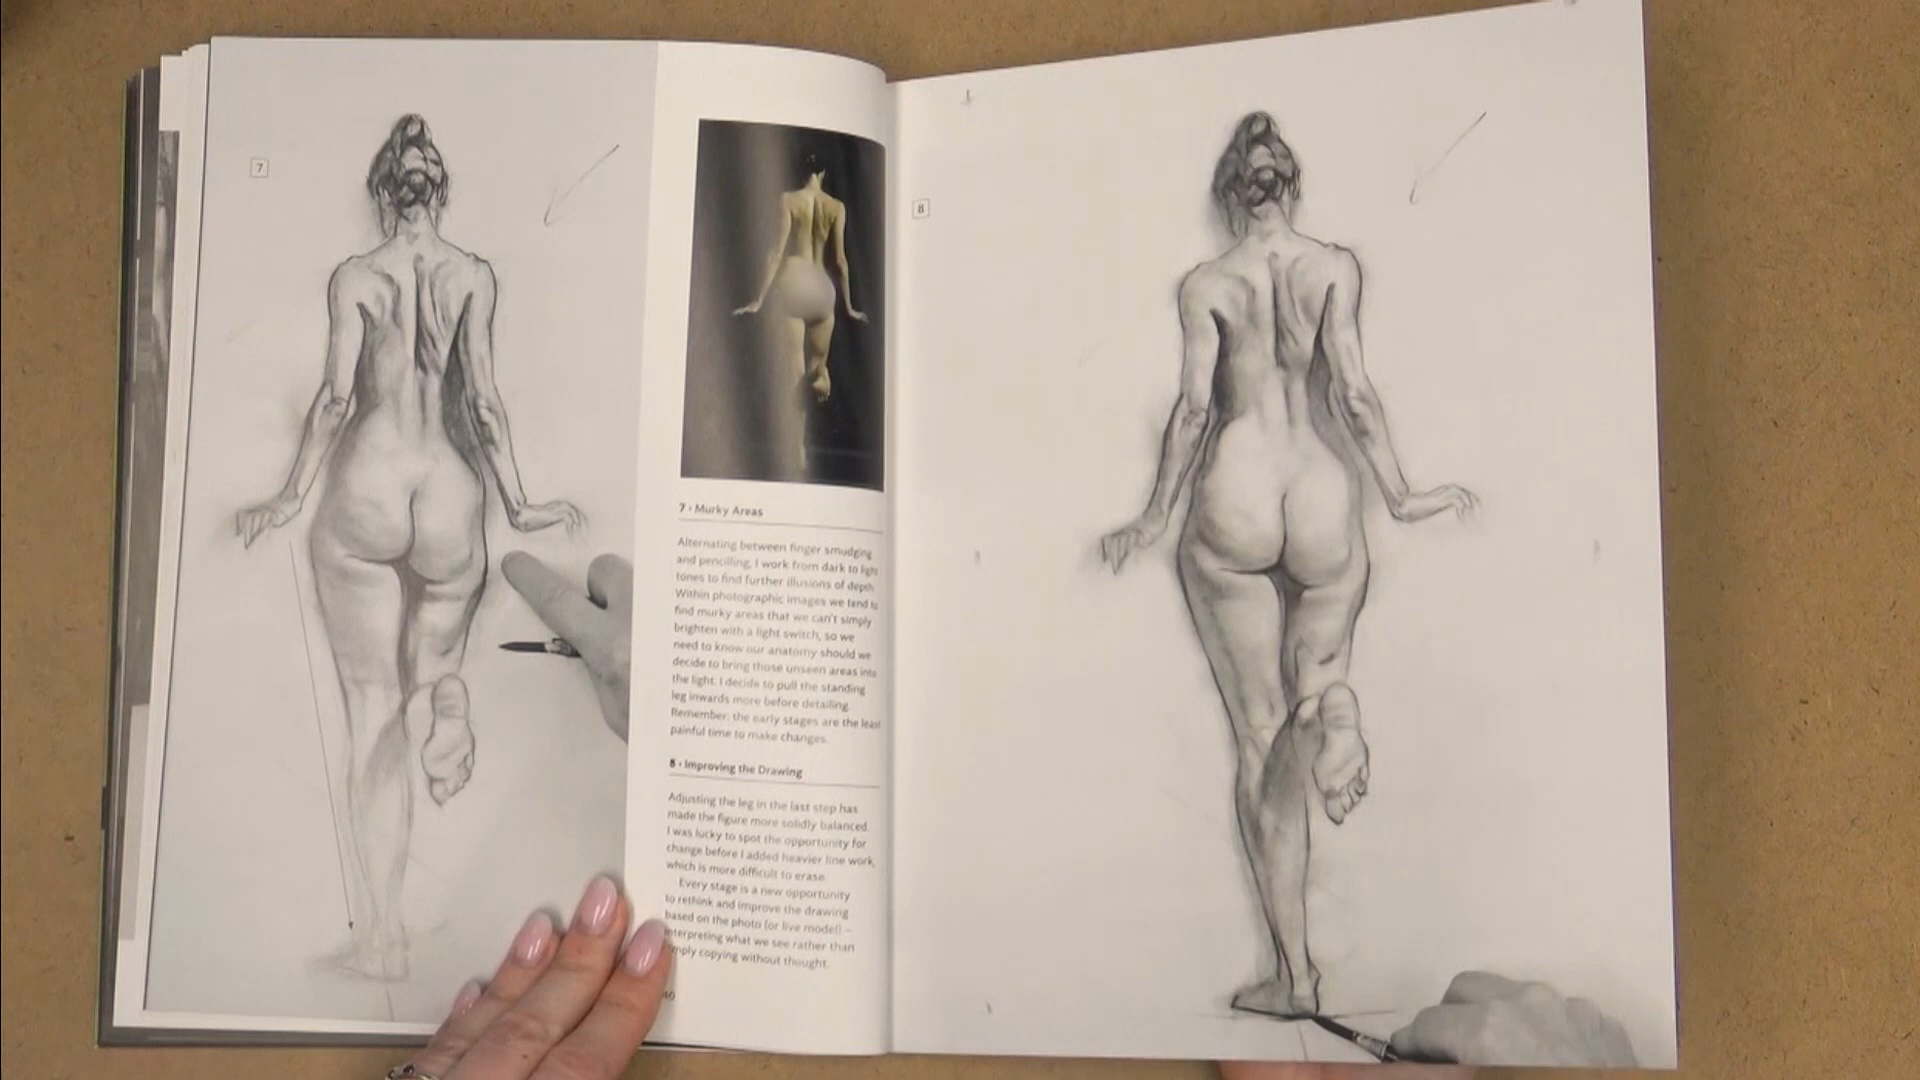 7
7 • Murky Areas
Alternating between finger smudging
and pencilling, I work from dark to light
tones to find further illusions of depth.
Within photographic images we tend to
find murky areas that we can't simply
brighten with a light switch, so we
need to know our anatomy should we
decide to bring those unseen areas into
the light. I decide to pull the standing
leg inwards more before detailing.
Remember: the early stages are the least
painful time to make changes.
8 • Improving the Drawing
Adjusting the leg in the last step has
made the figure more solidly balanced.
I was lucky to spot the opportunity for
change before I added heavier line work,
which is more difficult to erase.
Every stage is a new opportunity
to rethink and improve the drawing
based on the photo (or live model) –
interpreting what we see rather than
simply copying without thought.
8